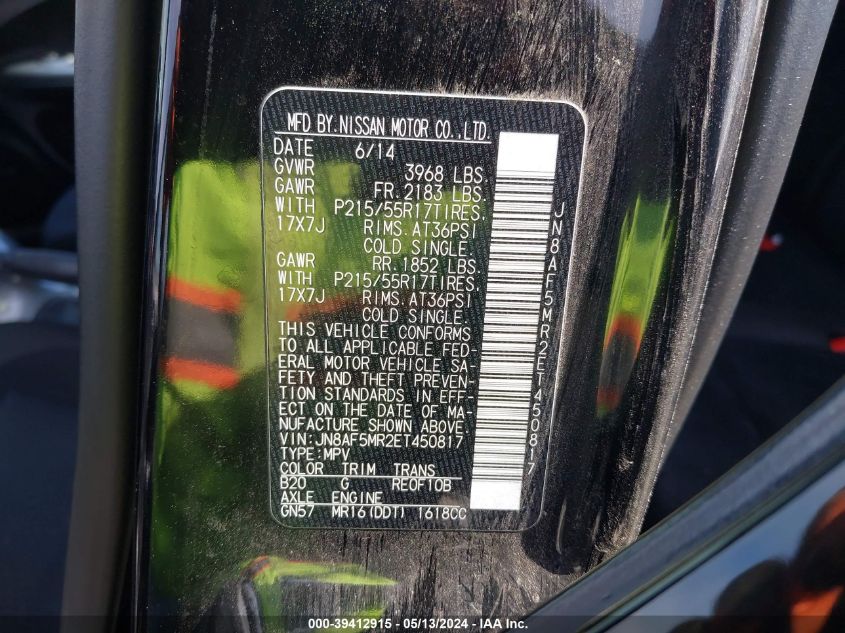 MFD BY.NISSAN MOTOR CO.,LTD.
DATE 6/14
GVWR 3968 LBS.
GAWR FR.2183 LBS.
WITH P215/55R17TIRES.
17X7J RIMS.AT36PSI
COLD SINGLE.
GAWR RR.1852 LBS.
WITH P215/55R17TIRES.
17X7J RIMS.AT36PSI
COLD SINGLE.
THIS VEHICLE CONFORMS
TO ALL APPLICABLE FED-
ERAL MOTOR VEHICLE SA-
FETY AND THEFT PREVEN-
TION STANDARDS IN EFF-
ECT ON THE DATE OF MA-
NUFACTURE SHOWN ABOVE.
VIN:JN8AF5MR2ET450817
TYPE:MPV
COLOR TRIM TRANS
B20 G RE0F10B
AXLE ENGINE
GN57 MR16(DDT) 1618CC
JN8AF5MR2ET450817
000--39412915 - 05/13/2024 - IAA Inc.